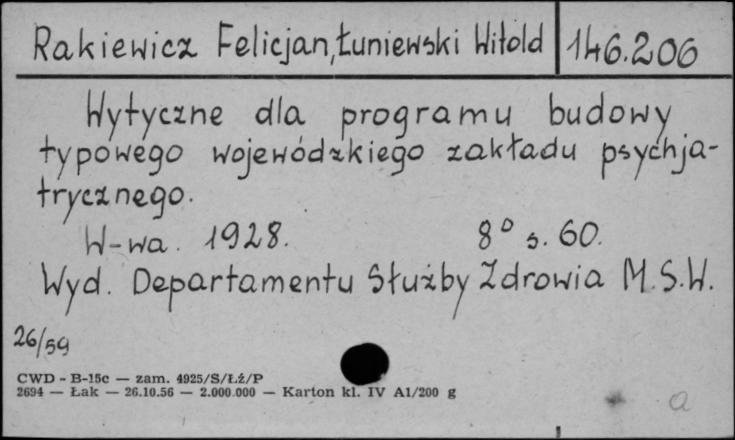 Rakiewicz Felicjan, Łuniewski Witold 146.206
Wytyczne dla programu budowy
typowego wojewódzkiego zakładu psychja-
trycznego.
W-wa. 1928. 8° s. 60.
Wyd. Departamentu Służby Zdrowia M.S.W.
26/59
CWD - B-15c — zam. 4925/S/Łź/P
2694 — Łak — 26.10.56 — 2.000.000 — Karton kl. IV A1/200 g
a